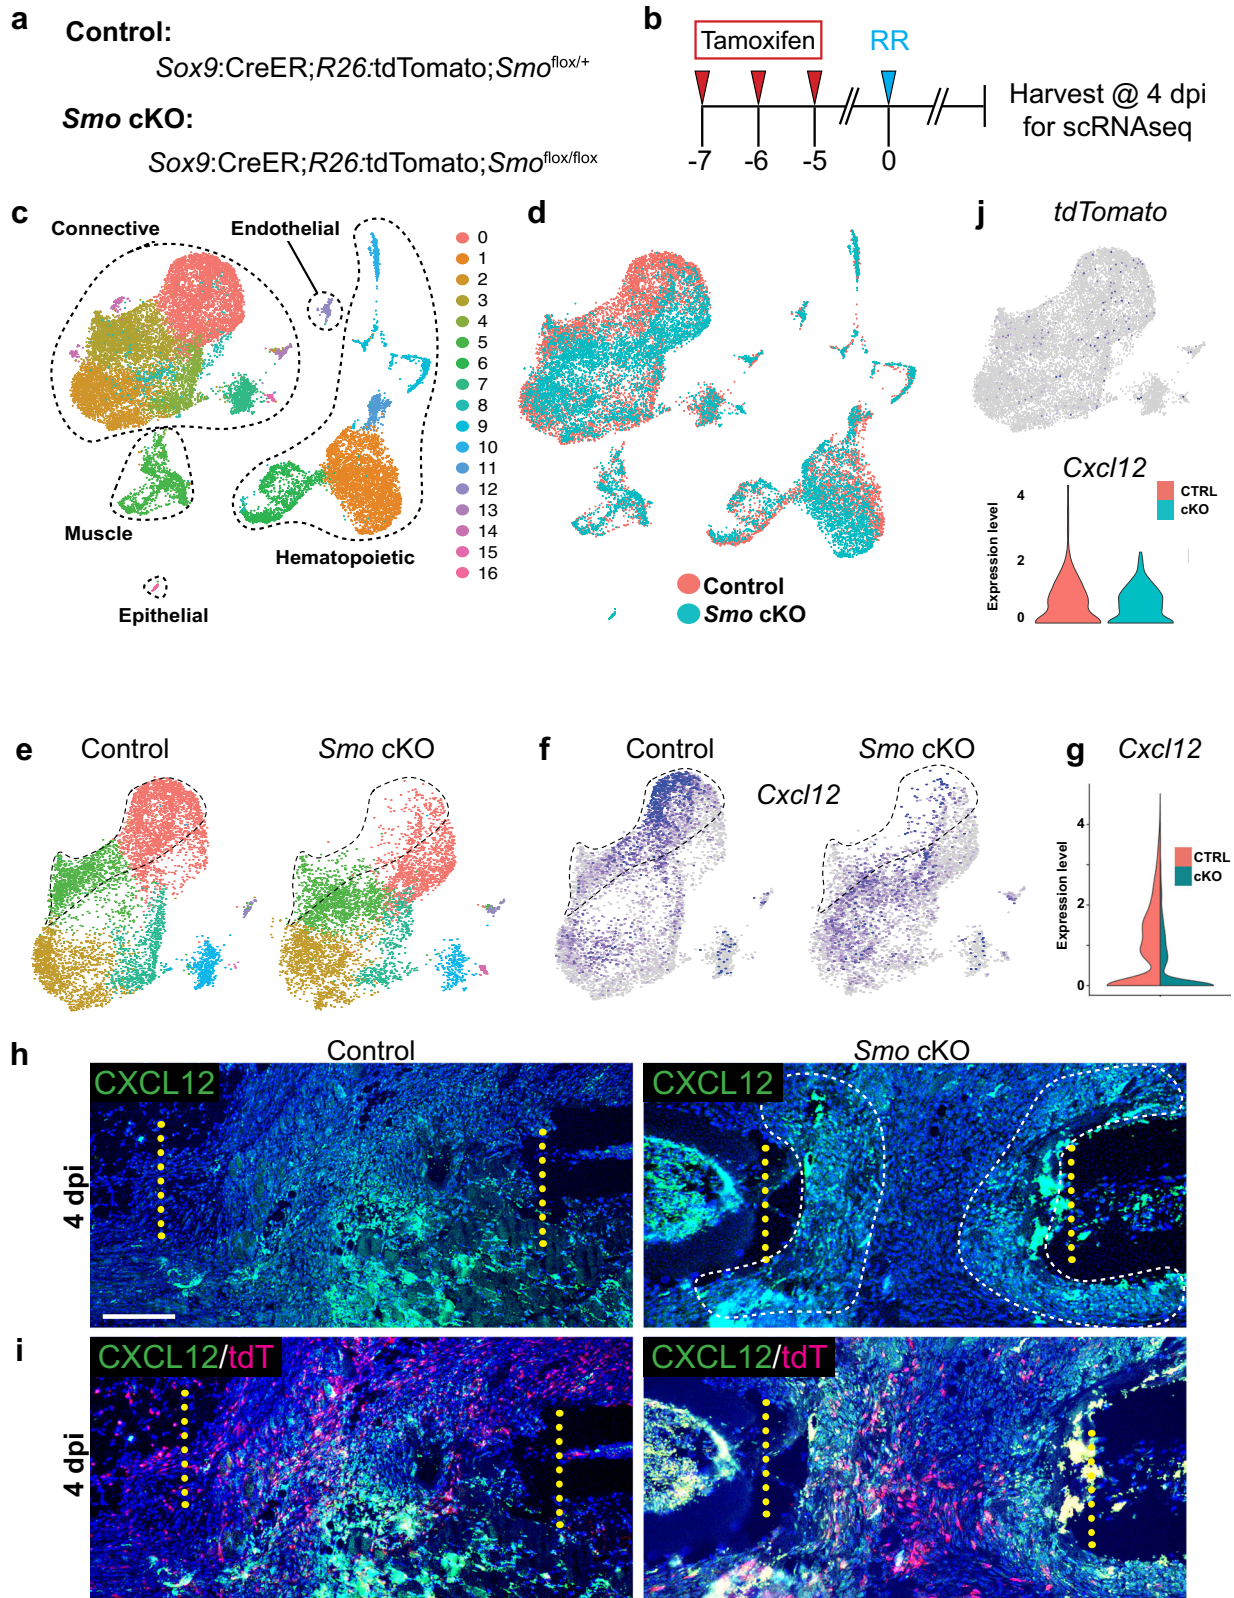 a
Control:
Sox9:CreER;R26:tdTomato;Smoflox/+
Smo cKO:
Sox9:CreER;R26:tdTomato;Smoflox/flox
b
Tamoxifen
RR
-7
-6
-5
0
Harvest @ 4 dpi
for scRNAseq
c
Connective
Endothelial
Muscle
Hematopoietic
Epithelial
0
1
2
3
4
5
6
7
8
9
10
11
12
13
14
15
16
d
Control
Smo cKO
j
tdTomato
Cxcl12
Expression level
4
2
0
CTRL
cKO
e
Control
Smo cKO
f
Control
Smo cKO
Cxcl12
g
Cxcl12
Expression level
4
2
0
CTRL
cKO
h
Control
Smo cKO
CXCL12
CXCL12
4 dpi
i
CXCL12/tdT
CXCL12/tdT
4 dpi